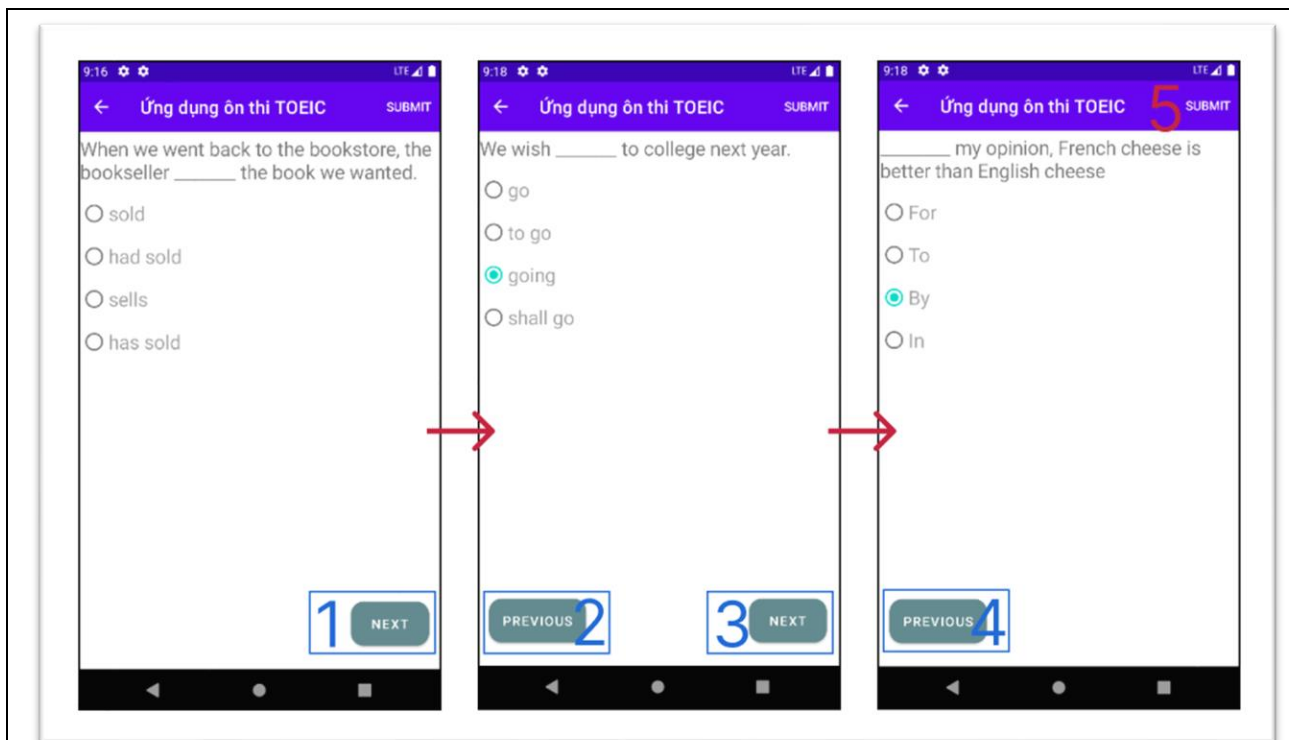 9:16 LTE
← Ứng dụng ôn thi TOEIC SUBMIT
When we went back to the bookstore, the
bookseller _______ the book we wanted.
sold
had sold
sells
has sold
1 NEXT
9:18 LTE
← Ứng dụng ôn thi TOEIC SUBMIT
We wish _______ to college next year.
go
to go
going
shall go
PREVIOUS 2
3 NEXT
9:18 LTE
← Ứng dụng ôn thi TOEIC 5 SUBMIT
________ my opinion, French cheese is
better than English cheese
For
To
By
In
PREVIOUS 4